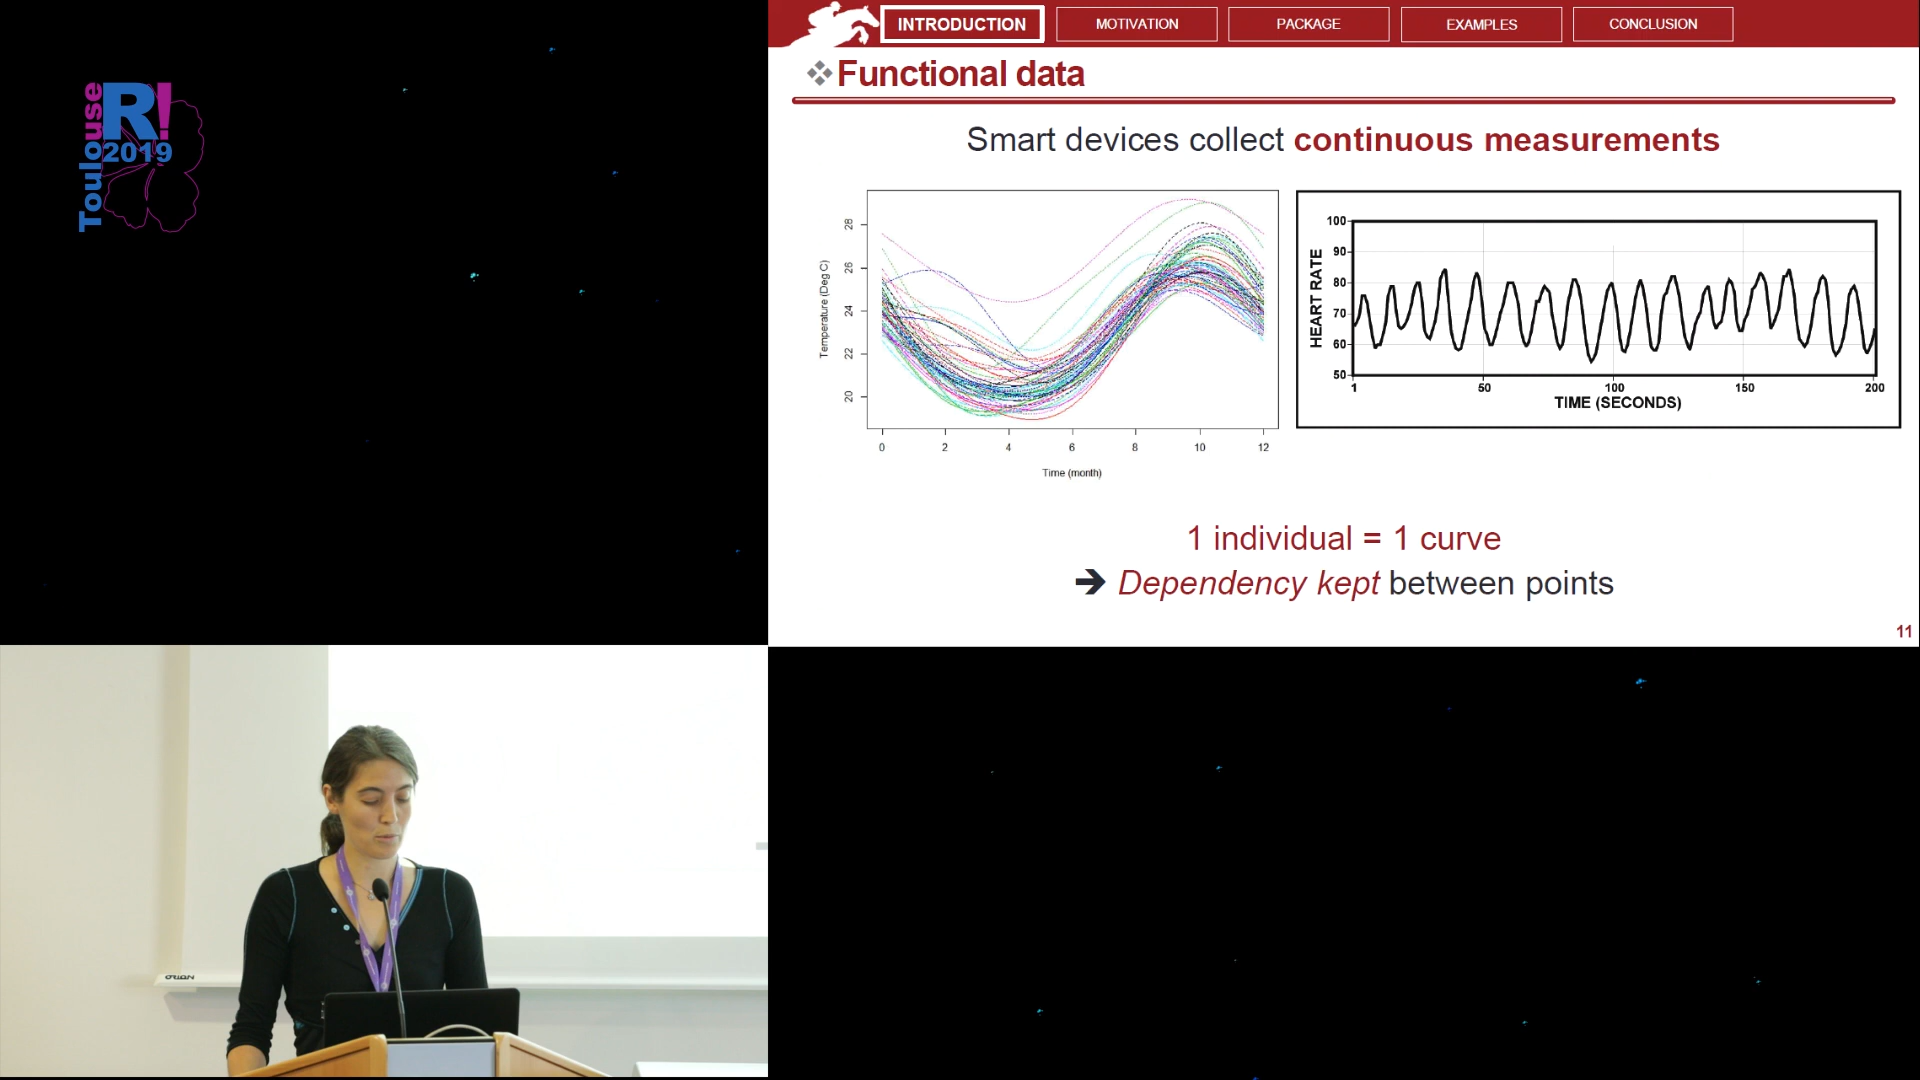 Toulouse
R!
2019
INTRODUCTION
MOTIVATION
PACKAGE
EXAMPLES
CONCLUSION
Functional data
Smart devices collect continuous measurements
Temperature (Deg C)
28
26
24
22
20
0 2 4 6 8 10 12
Time (month)
HEART RATE
100
90
80
70
60
50
1 50 100 150 200
TIME (SECONDS)
1 individual = 1 curve
➔ Dependency kept between points
11
ORION